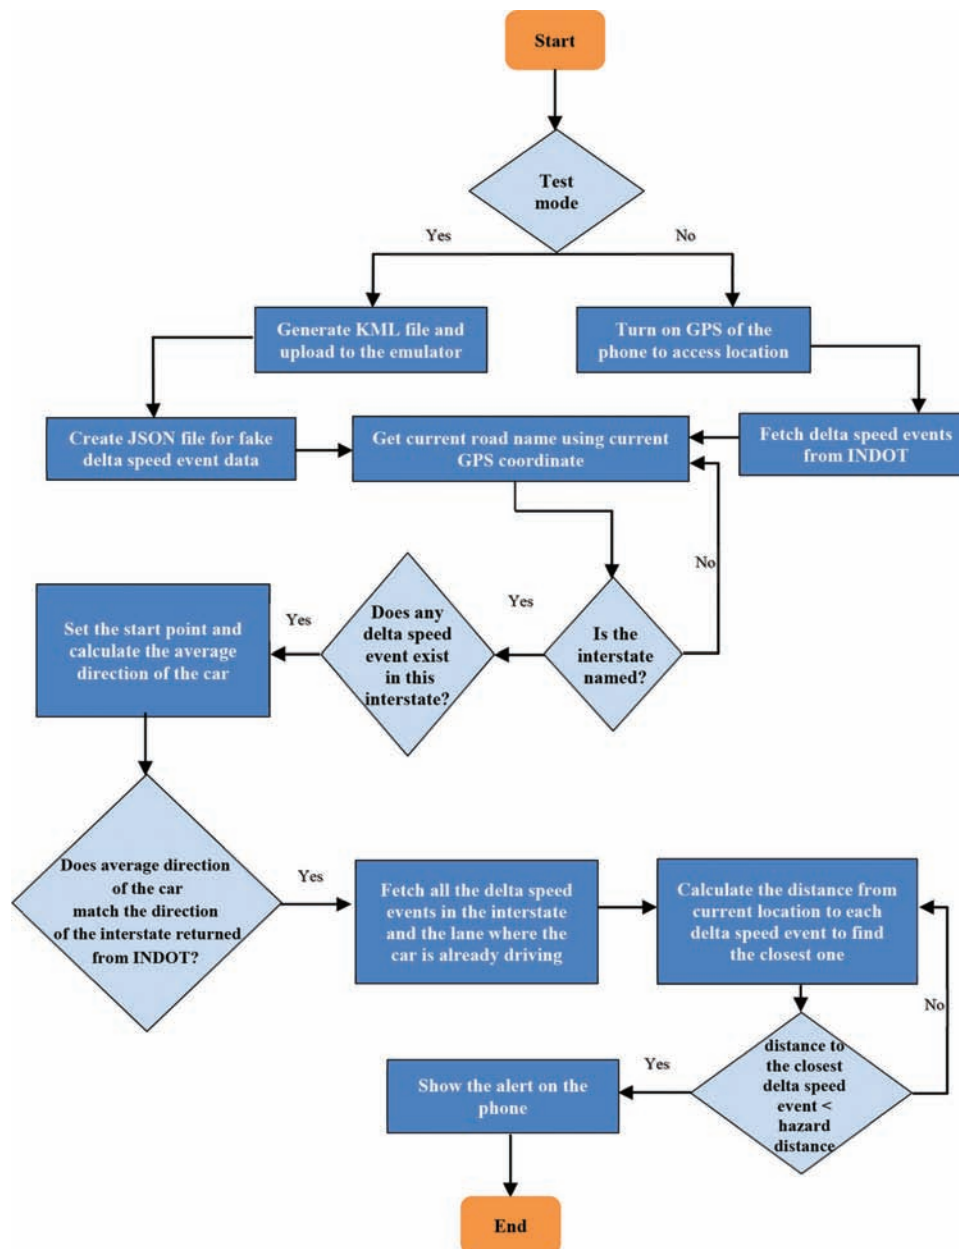 Start
Test
mode
Yes
No
Generate KML file and
upload to the emulator
Turn on GPS of the
phone to access location
Create JSON file for fake
delta speed event data
Get current road name using current
GPS coordinate
Fetch delta speed events
from INDOT
No
Set the start point and
calculate the average
direction of the car
Yes
Does any
delta speed
event exist
in this
interstate?
Yes
Is the
interstate
named?
Does average direction
of the car
match the direction
of the interstate returned
from INDOT?
Yes
Fetch all the delta speed
events in the interstate
and the lane where the
car is already driving
Calculate the distance from
current location to each
delta speed event to find
the closest one
No
Show the alert on the
phone
Yes
distance to
the closest
delta speed
event <
hazard
distance
End